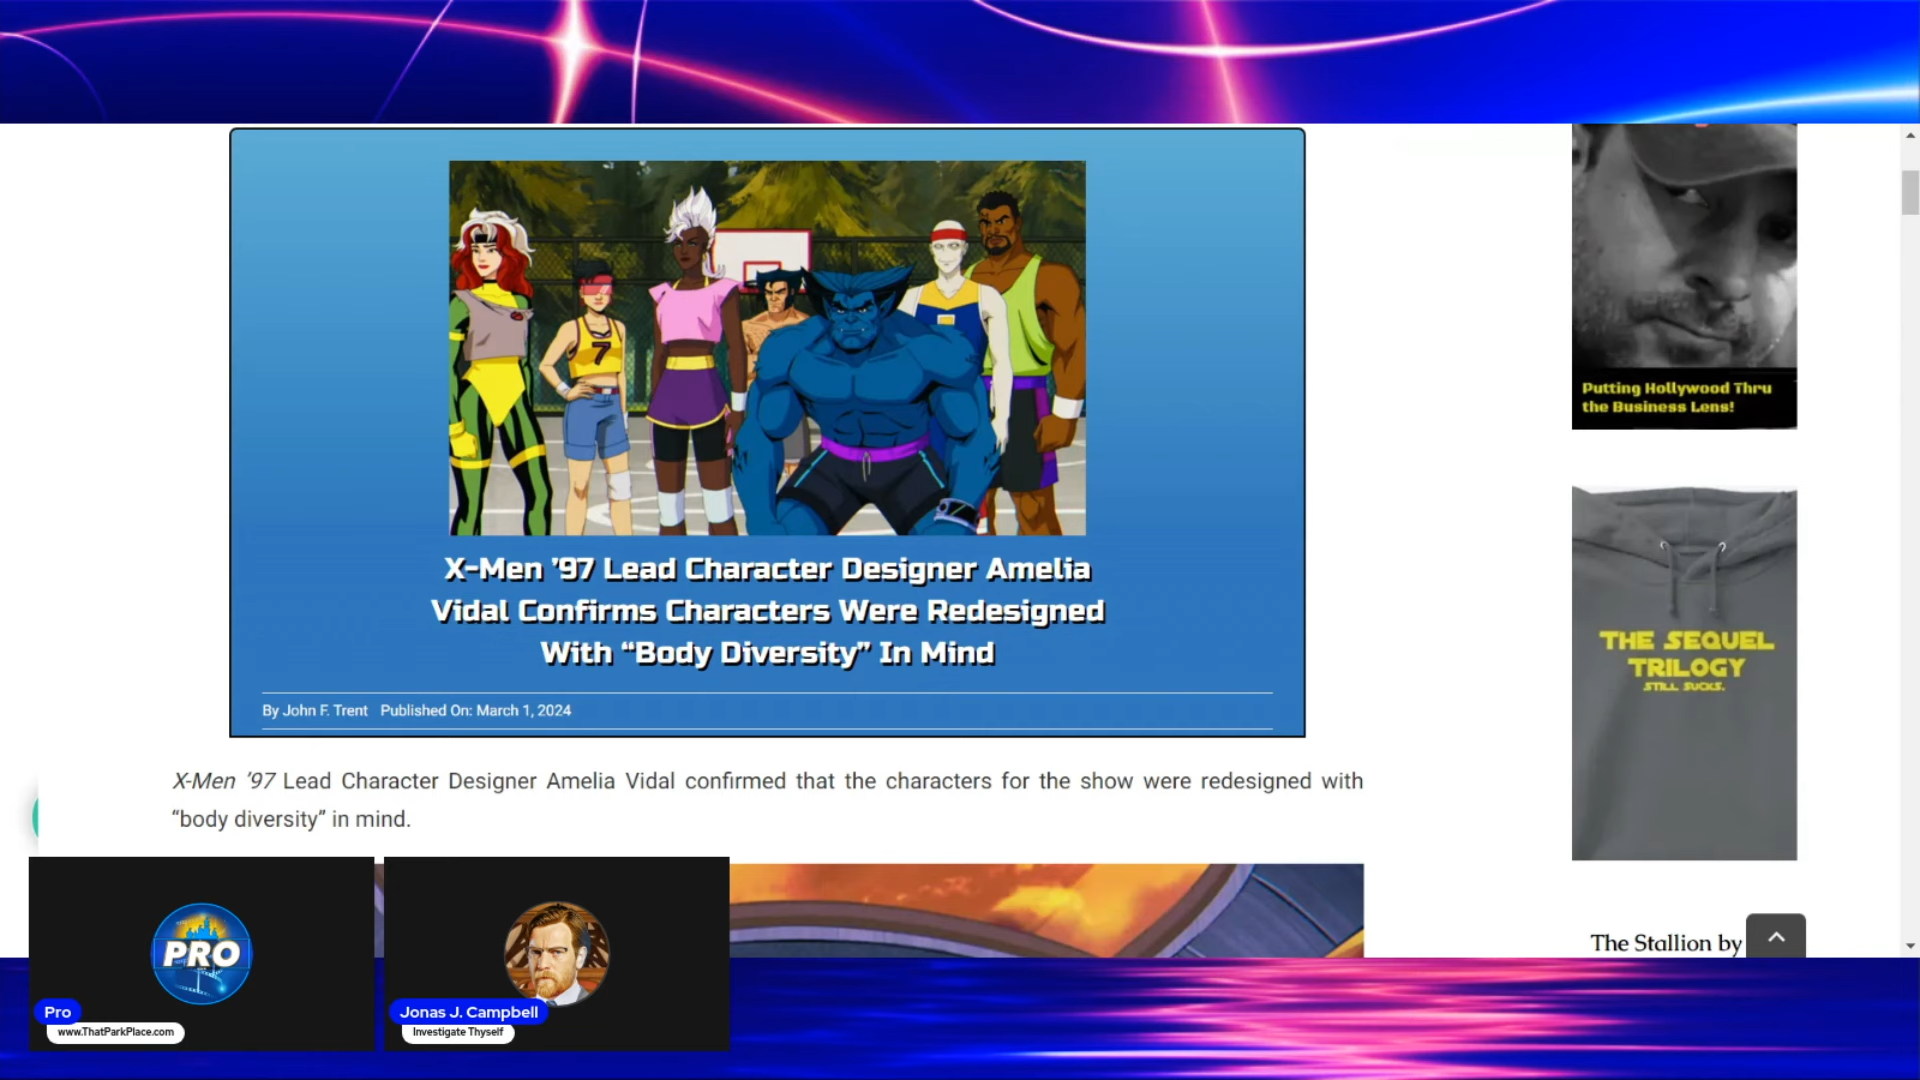 7
X-Men ’97 Lead Character Designer Amelia
Vidal Confirms Characters Were Redesigned
With “Body Diversity” In Mind
By John F. Trent Published On: March 1, 2024
X-Men ’97 Lead Character Designer Amelia Vidal confirmed that the characters for the show were redesigned with
“body diversity” in mind.
Putting Hollywood Thru
the Business Lens!
THE SEQUEL
TRILOGY
STILL SUCKS.
The Stallion by
PRO
Pro
www.ThatParkPlace.com
Jonas J. Campbell
Investigate Thyself